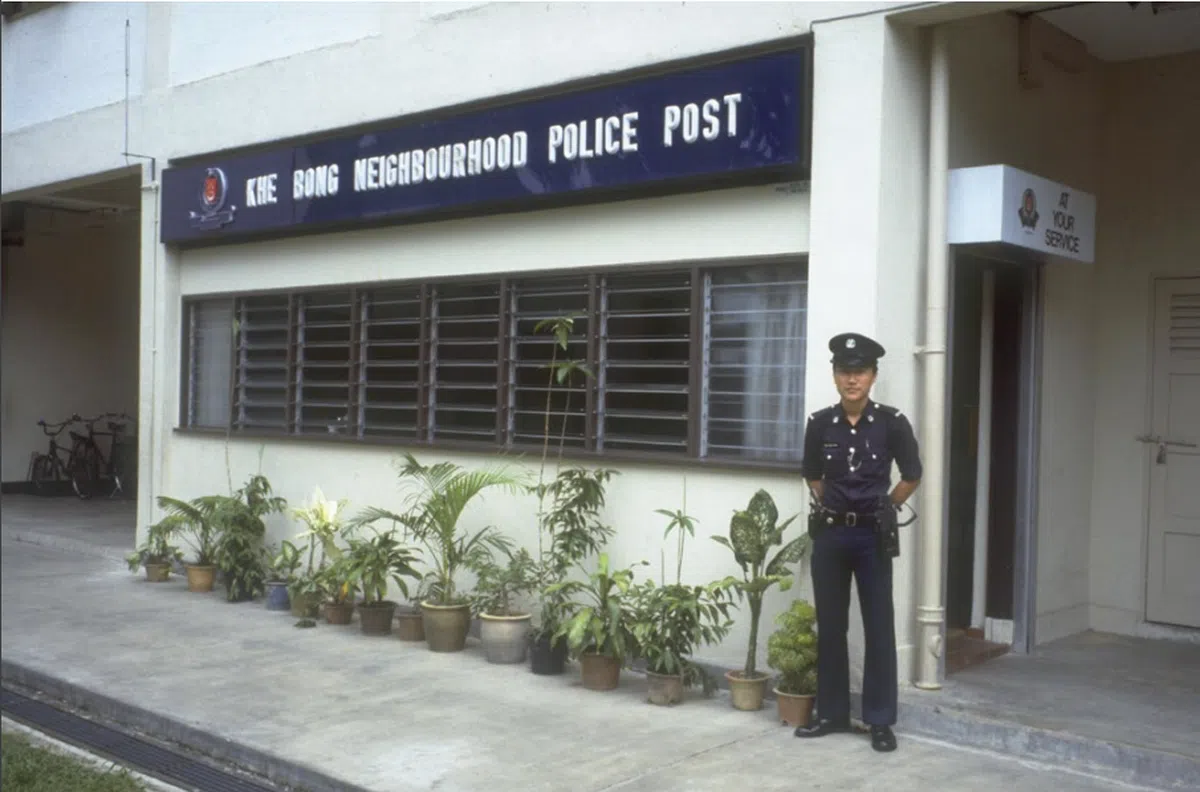 KHE BONG NEIGHBOURHOOD POLICE POST
AT
YOUR
SERVICE